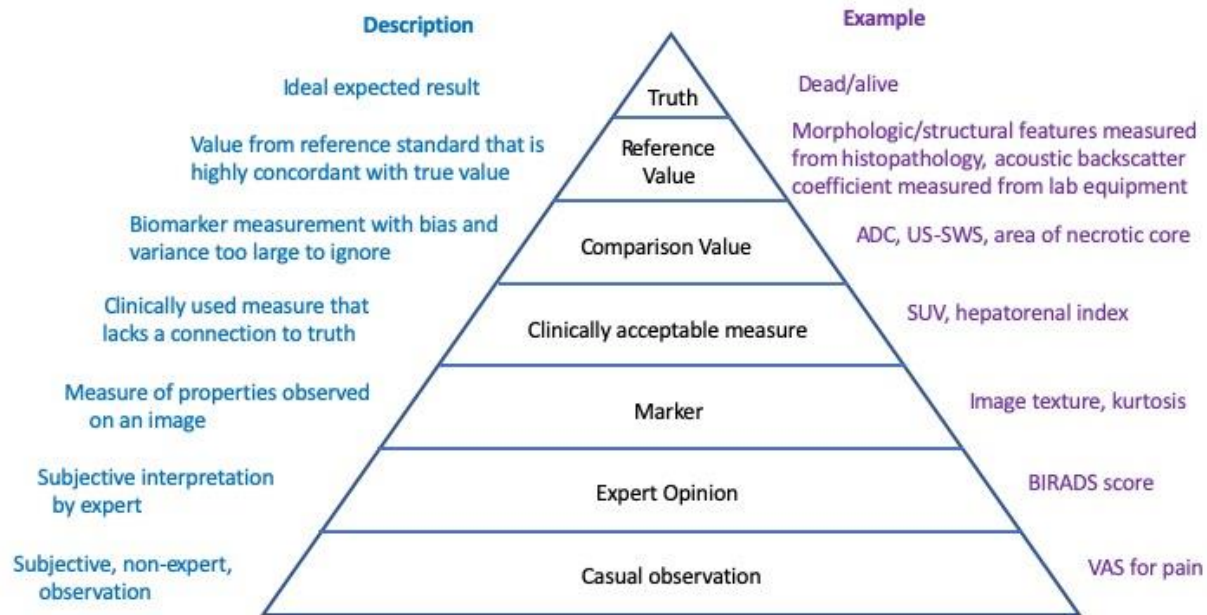 Description
Example
Ideal expected result
Truth
Dead/alive
Value from reference standard that is
highly concordant with true value
Reference
Value
Morphologic/structural features measured
from histopathology, acoustic backscatter
coefficient measured from lab equipment
Biomarker measurement with bias and
variance too large to ignore
Comparison Value
ADC, US-SWS, area of necrotic core
Clinically used measure that
lacks a connection to truth
Clinically acceptable measure
SUV, hepatorenal index
Measure of properties observed
on an image
Marker
Image texture, kurtosis
Subjective interpretation
by expert
Expert Opinion
BIRADS score
Subjective, non-expert,
observation
Casual observation
VAS for pain